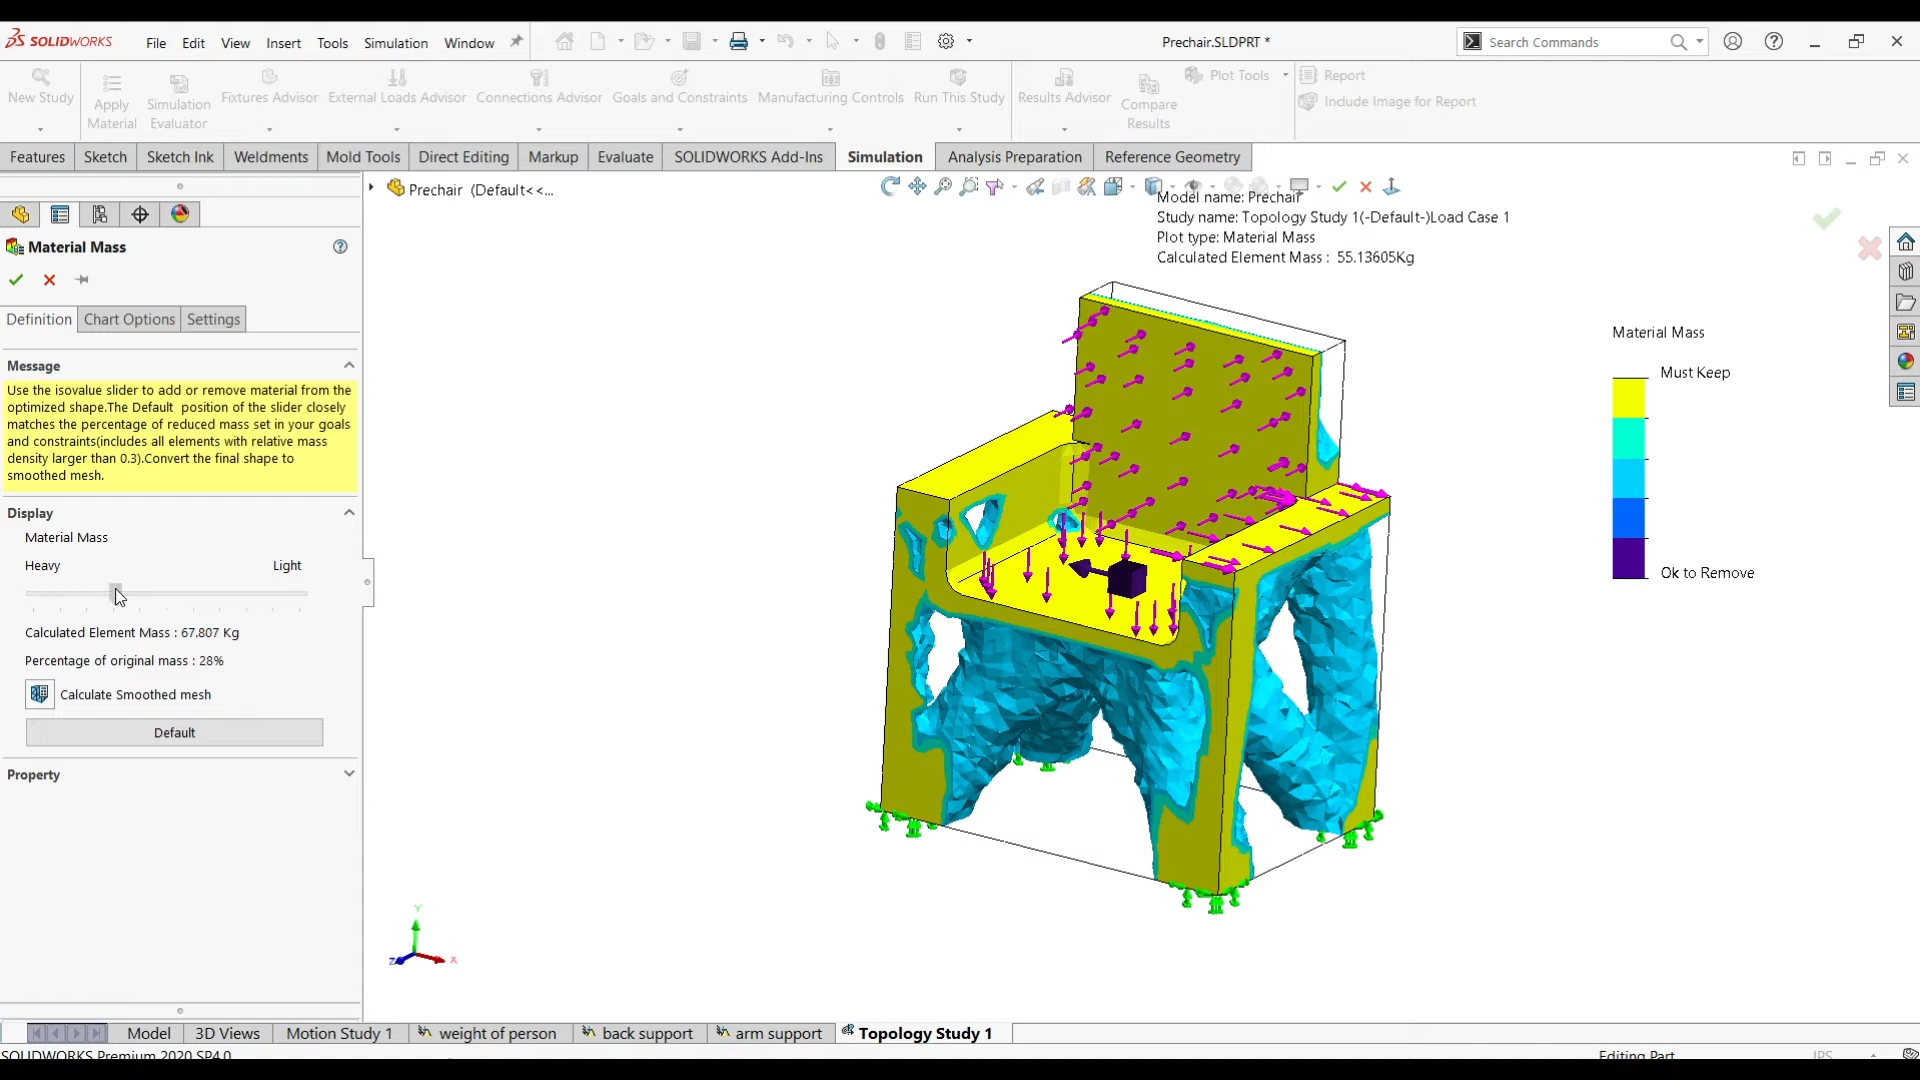 SOLIDWORKS
File Edit View Insert Tools Simulation Window
Prechair.SLDPRT *
Search Commands
New Study
Apply Material
Simulation Evaluator
Fixtures Advisor
External Loads Advisor
Connections Advisor
Goals and Constraints
Manufacturing Controls
Run This Study
Results Advisor
Compare Results
Plot Tools
Report
Include Image for Report
Features Sketch Sketch Ink Weldments Mold Tools Direct Editing Markup Evaluate SOLIDWORKS Add-Ins Simulation Analysis Preparation Reference Geometry
Prechair (Default<<...
Model name: Prechair
Study name: Topology Study 1(-Default-)Load Case 1
Plot type: Material Mass
Calculated Element Mass : 55.13605Kg
Material Mass
Definition Chart Options Settings
Message
Use the isovalue slider to add or remove material from the
optimized shape.The Default position of the slider closely
matches the percentage of reduced mass set in your goals
and constraints(includes all elements with relative mass
density larger than 0.3).Convert the final shape to
smoothed mesh.
Display
Material Mass
Heavy Light
Calculated Element Mass : 67.807 Kg
Percentage of original mass : 28%
Calculate Smoothed mesh
Default
Property
Material Mass
Must Keep
Ok to Remove
Y
Z
X
Model 3D Views Motion Study 1 weight of person back support arm support Topology Study 1
SOLIDWORKS Premium 2020 SP4.0
Editing Part
IPS